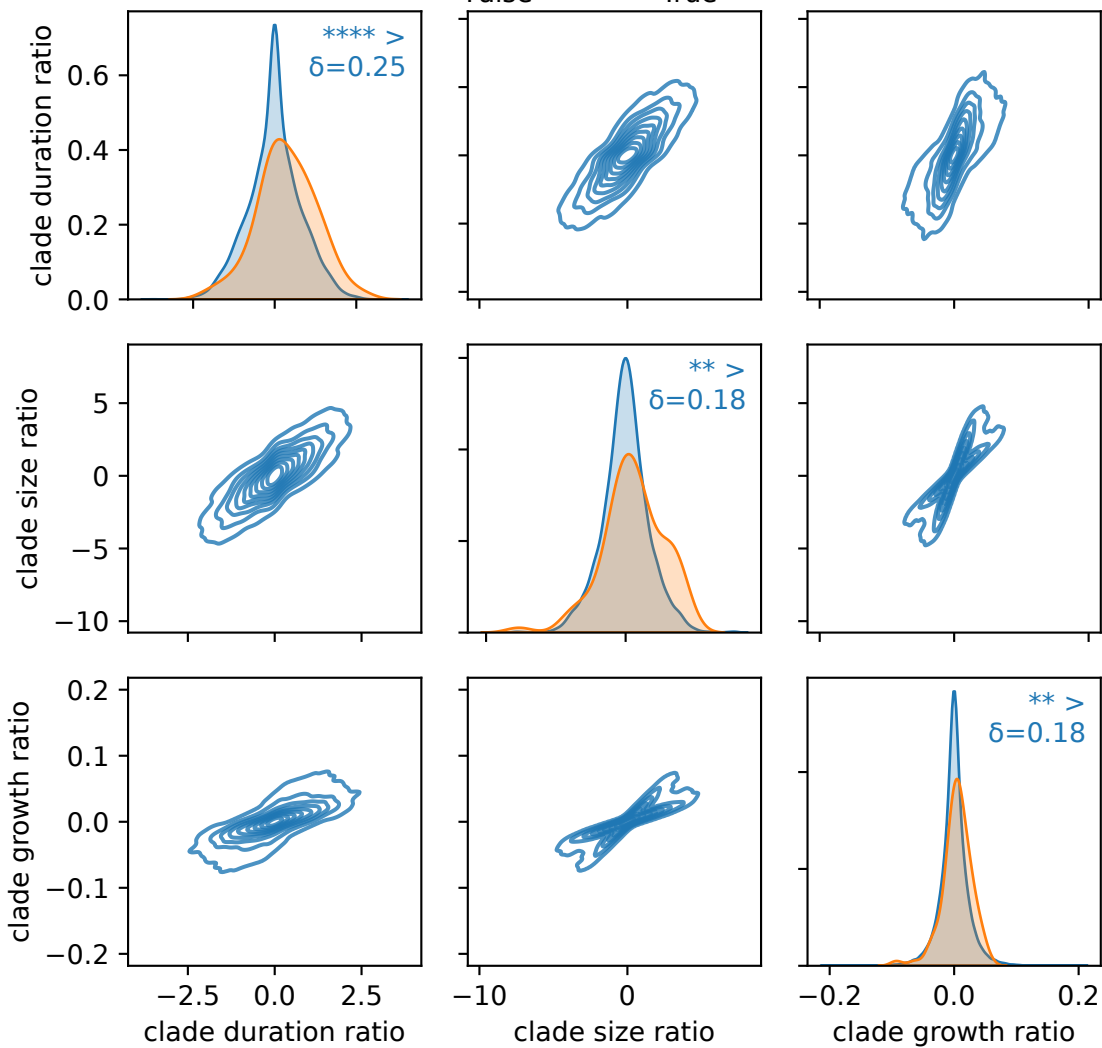 False True
clade duration ratio
0.6
0.4
0.2
0.0
**** >
δ=0.25
clade size ratio
5
0
−5
−10
** >
δ=0.18
clade growth ratio
0.2
0.1
0.0
−0.1
−0.2
** >
δ=0.18
−2.5 0.0 2.5
−10 0
−0.2 0.0 0.2
clade duration ratio
clade size ratio
clade growth ratio